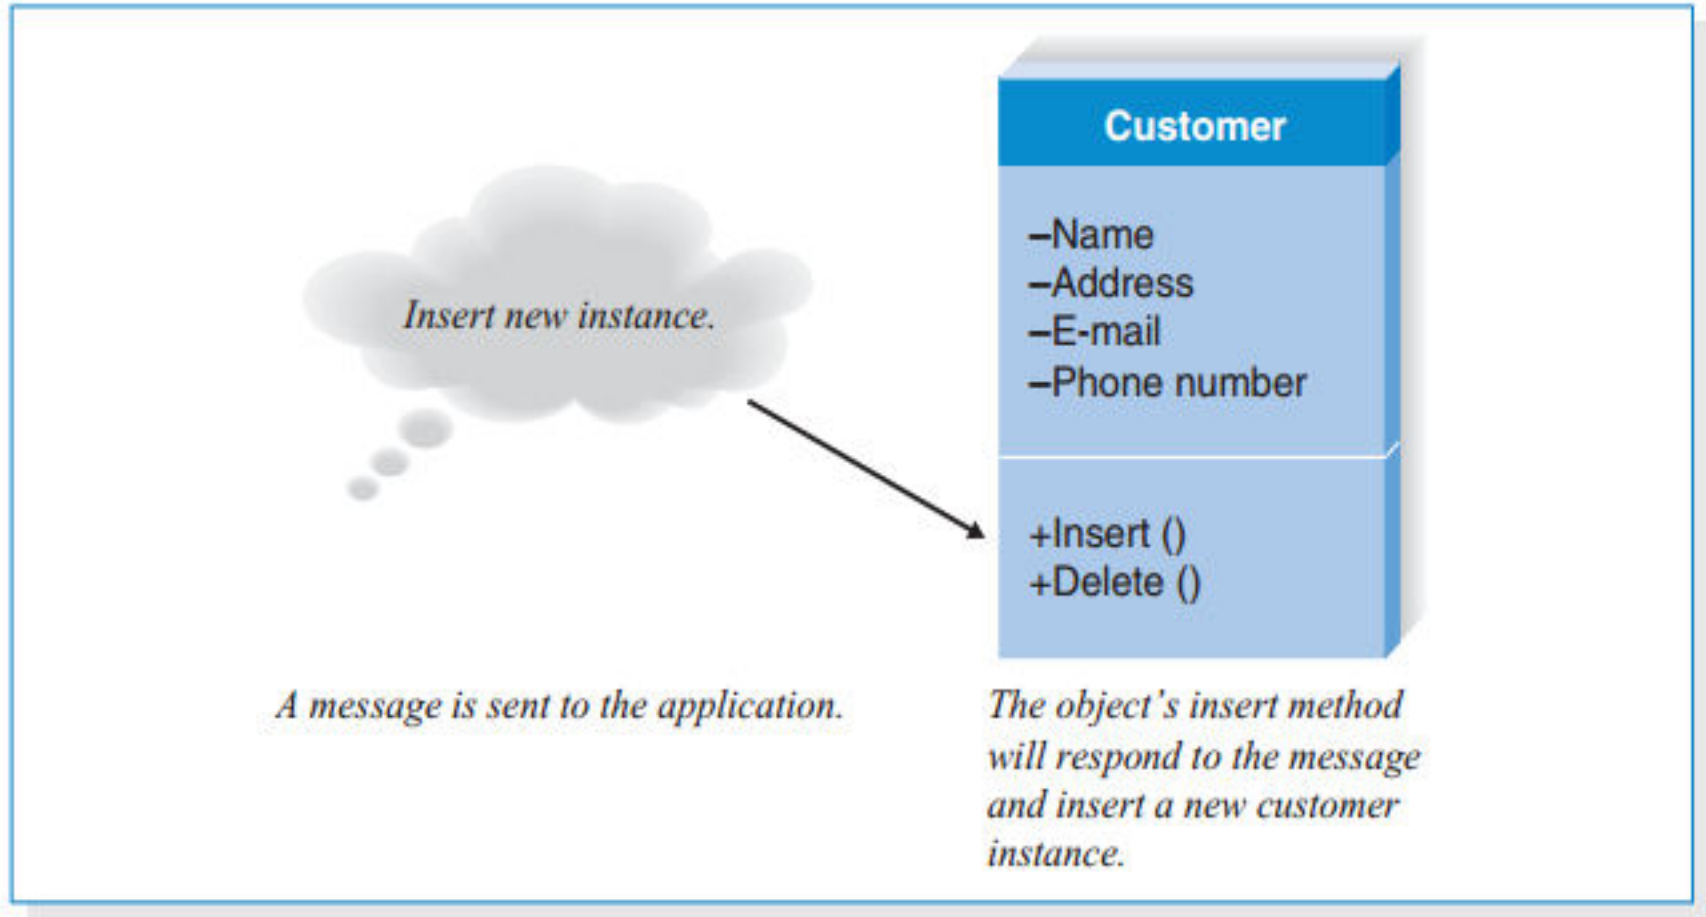 Customer
–Name
–Address
–E-mail
–Phone number
Insert new instance.
+Insert ()
+Delete ()
A message is sent to the application.
The object's insert method
will respond to the message
and insert a new customer
instance.